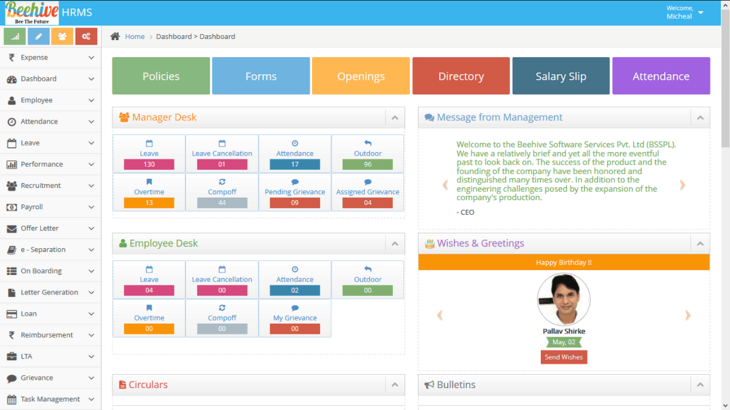 Beehive
Bee The Future
HRMS
Welcome,
Micheal
Home > Dashboard > Dashboard
Expense
Dashboard
Employee
Attendance
Leave
Performance
Recruitment
Payroll
Offer Letter
e - Separation
On Boarding
Letter Generation
Loan
Reimbursement
LTA
Grievance
Task Management
Policies
Forms
Openings
Directory
Salary Slip
Attendance
Manager Desk
Leave
130
Leave Cancellation
01
Attendance
17
Outdoor
96
Overtime
13
Compoff
44
Pending Grievance
09
Assigned Grievance
04
Message from Management
Welcome to the Beehive Software Services Pvt. Ltd (BSSPL).
We have a relatively brief and yet all the more eventful
past to look back on. The success of the product and the
founding of the company have been honored and
distinguished many times over. In addition to the
engineering challenges posed by the expansion of the
company's production.
- CEO
Employee Desk
Leave
04
Leave Cancellation
00
Attendance
02
Outdoor
00
Overtime
00
Compoff
00
My Grievance
00
Wishes & Greetings
Happy Birthday !!
Pallav Shirke
May, 02
Send Wishes
Circulars
Bulletins